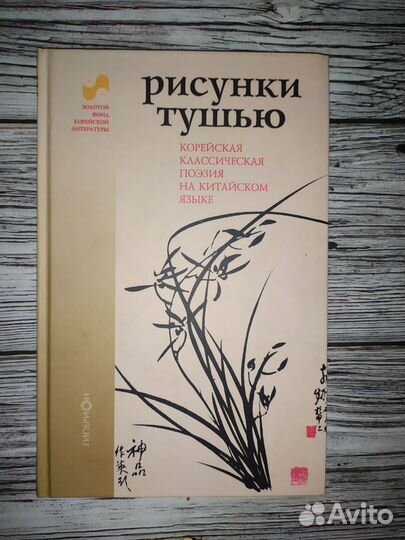 ЗОЛОТОЙ
ФОНД
КОРЕЙСКОЙ
ЛИТЕРАТУРЫ
рисунки
тушью
КОРЕЙСКАЯ
КЛАССИЧЕСКАЯ
ПОЭЗИЯ
НА КИТАЙСКОМ
ЯЗЫКЕ
ГИПЕРИОН
神品
Avito